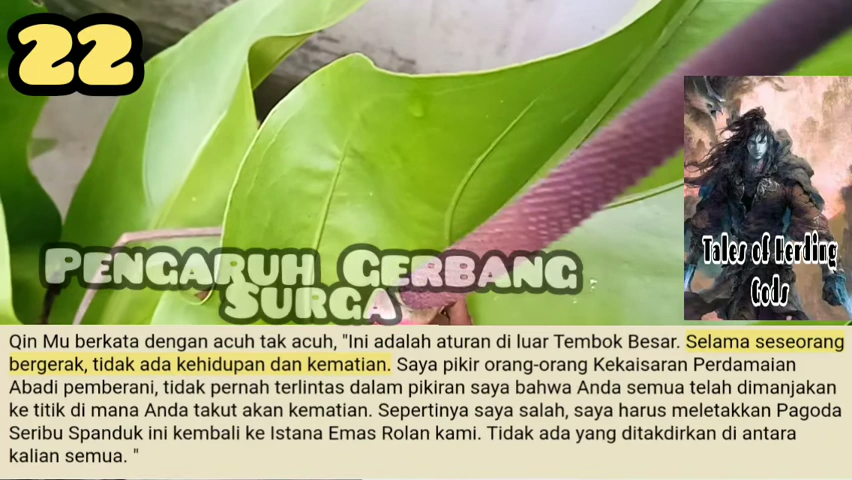 22
PENGARUH GERBANG
SURGA
Tales of Herding
Gods
Qin Mu berkata dengan acuh tak acuh, "Ini adalah aturan di luar Tembok Besar. Selama seseorang
bergerak, tidak ada kehidupan dan kematian. Saya pikir orang-orang Kekaisaran Perdamaian
Abadi pemberani, tidak pernah terlintas dalam pikiran saya bahwa Anda semua telah dimanjakan
ke titik di mana Anda takut akan kematian. Sepertinya saya salah, saya harus meletakkan Pagoda
Seribu Spanduk ini kembali ke Istana Emas Rolan kami. Tidak ada yang ditakdirkan di antara
kalian semua. "